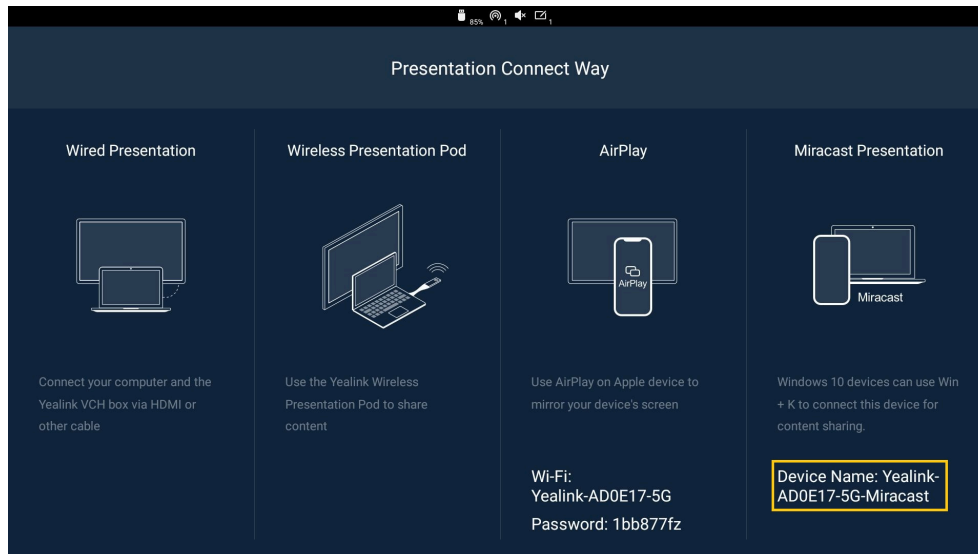 85% 1 1
Presentation Connect Way
Wired Presentation
Connect your computer and the
Yealink VCH box via HDMI or
other cable
Wireless Presentation Pod
Use the Yealink Wireless
Presentation Pod to share
content
AirPlay
AirPlay
Use AirPlay on Apple device to
mirror your device's screen
Wi-Fi:
Yealink-AD0E17-5G
Password: 1bb877fz
Miracast Presentation
Miracast
Windows 10 devices can use Win
+ K to connect this device for
content sharing.
Device Name: Yealink-
AD0E17-5G-Miracast